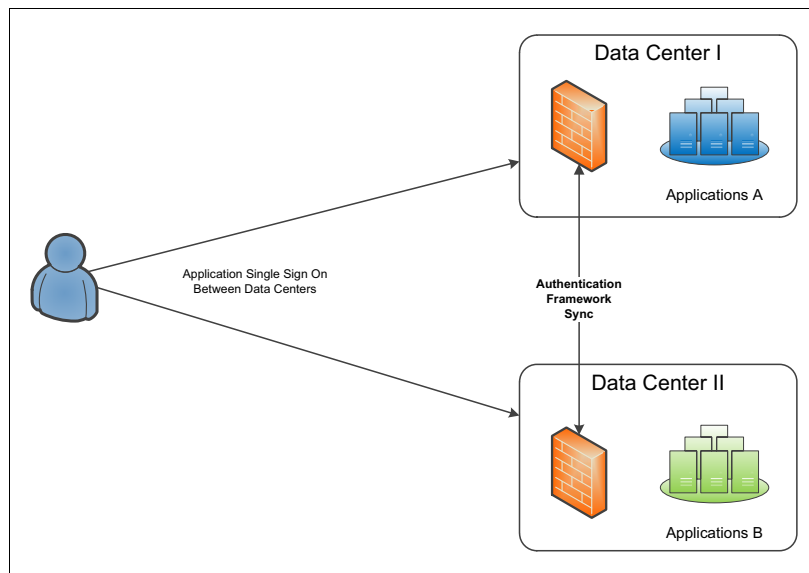 Data Center I
Applications A
Application Single Sign On
Between Data Centers
Authentication
Framework
Sync
Data Center II
Applications B